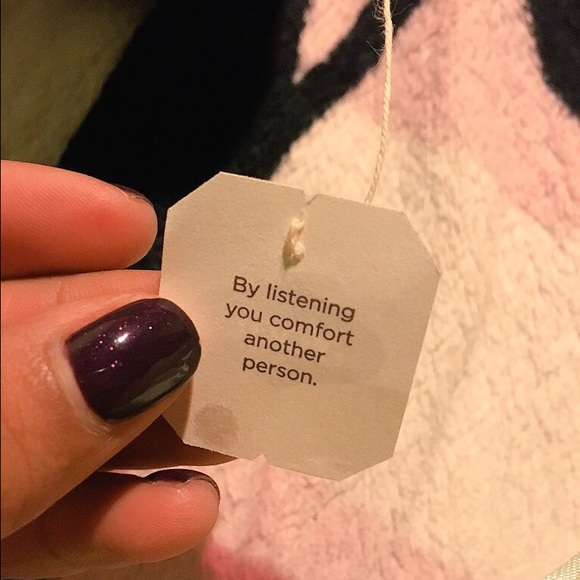 By listening
you comfort
another
person.